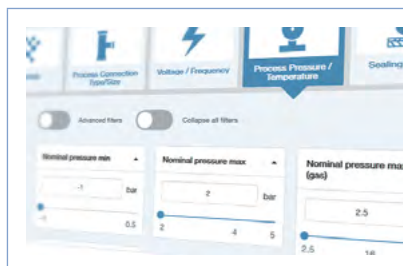 Process Connection
Type/Size
Voltage / Frequency
Process Pressure /
Temperature
Sealing
Advanced filters
Collapse all filters
Nominal pressure min
Nominal pressure max
Nominal pressure max
(gas)
-1
bar
2
bar
2.5
-1
0.5
2
4
5
2.5
16